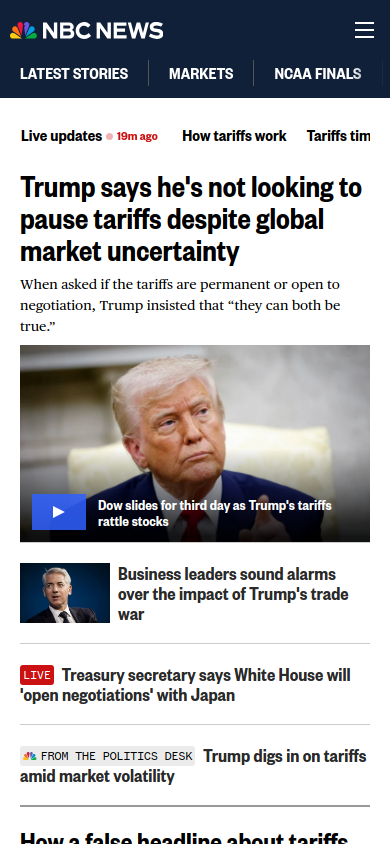 NBC NEWS
LATEST STORIES MARKETS NCAA FINALS
Live updates 19m ago How tariffs work Tariffs tim
Trump says he's not looking to
pause tariffs despite global
market uncertainty
When asked if the tariffs are permanent or open to
negotiation, Trump insisted that “they can both be
true.”
Dow slides for third day as Trump's tariffs
rattle stocks
Business leaders sound alarms
over the impact of Trump's trade
war
LIVE Treasury secretary says White House will
'open negotiations' with Japan
FROM THE POLITICS DESK Trump digs in on tariffs
amid market volatility
How a false headline about tariffs